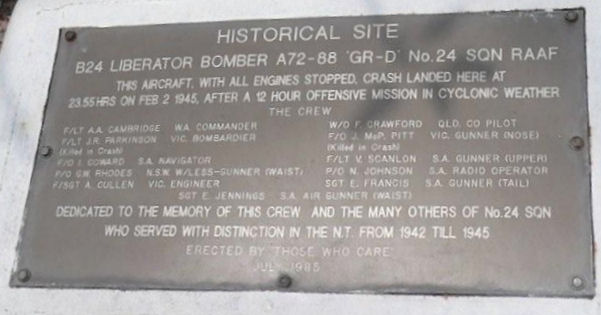 HISTORICAL SITE
B24 LIBERATOR BOMBER A72-88 'GR-D' No.24 SQN RAAF
THIS AIRCRAFT, WITH ALL ENGINES STOPPED, CRASH LANDED HERE AT
23.55HRS ON FEB 2 1945, AFTER A 12 HOUR OFFENSIVE MISSION IN CYCLONIC WEATHER
THE CREW
F/LT A.A. CAMBRIDGE W.A. COMMANDER W/O F. CRAWFORD QLD. CO PILOT
F/LT J.R. PARKINSON VIC. BOMBARDIER F/O J. McP. PITT VIC. GUNNER (NOSE)
(Killed in Crash) (Killed in Crash)
F/O I. COWARD S.A. NAVIGATOR F/LT V. SCANLON S.A. GUNNER (UPPER)
P/O G.W. RHODES N.S.W. W/LESS-GUNNER (WAIST) P/O N. JOHNSON S.A. RADIO OPERATOR
F/SGT A. CULLEN VIC. ENGINEER SGT E. FRANCIS S.A. GUNNER (TAIL)
SGT E. JENNINGS S.A. AIR GUNNER (WAIST)
DEDICATED TO THE MEMORY OF THIS CREW AND THE MANY OTHERS OF No.24 SQN
WHO SERVED WITH DISTINCTION IN THE N.T. FROM 1942 TILL 1945
ERECTED BY 'THOSE WHO CARE'
JULY 1985